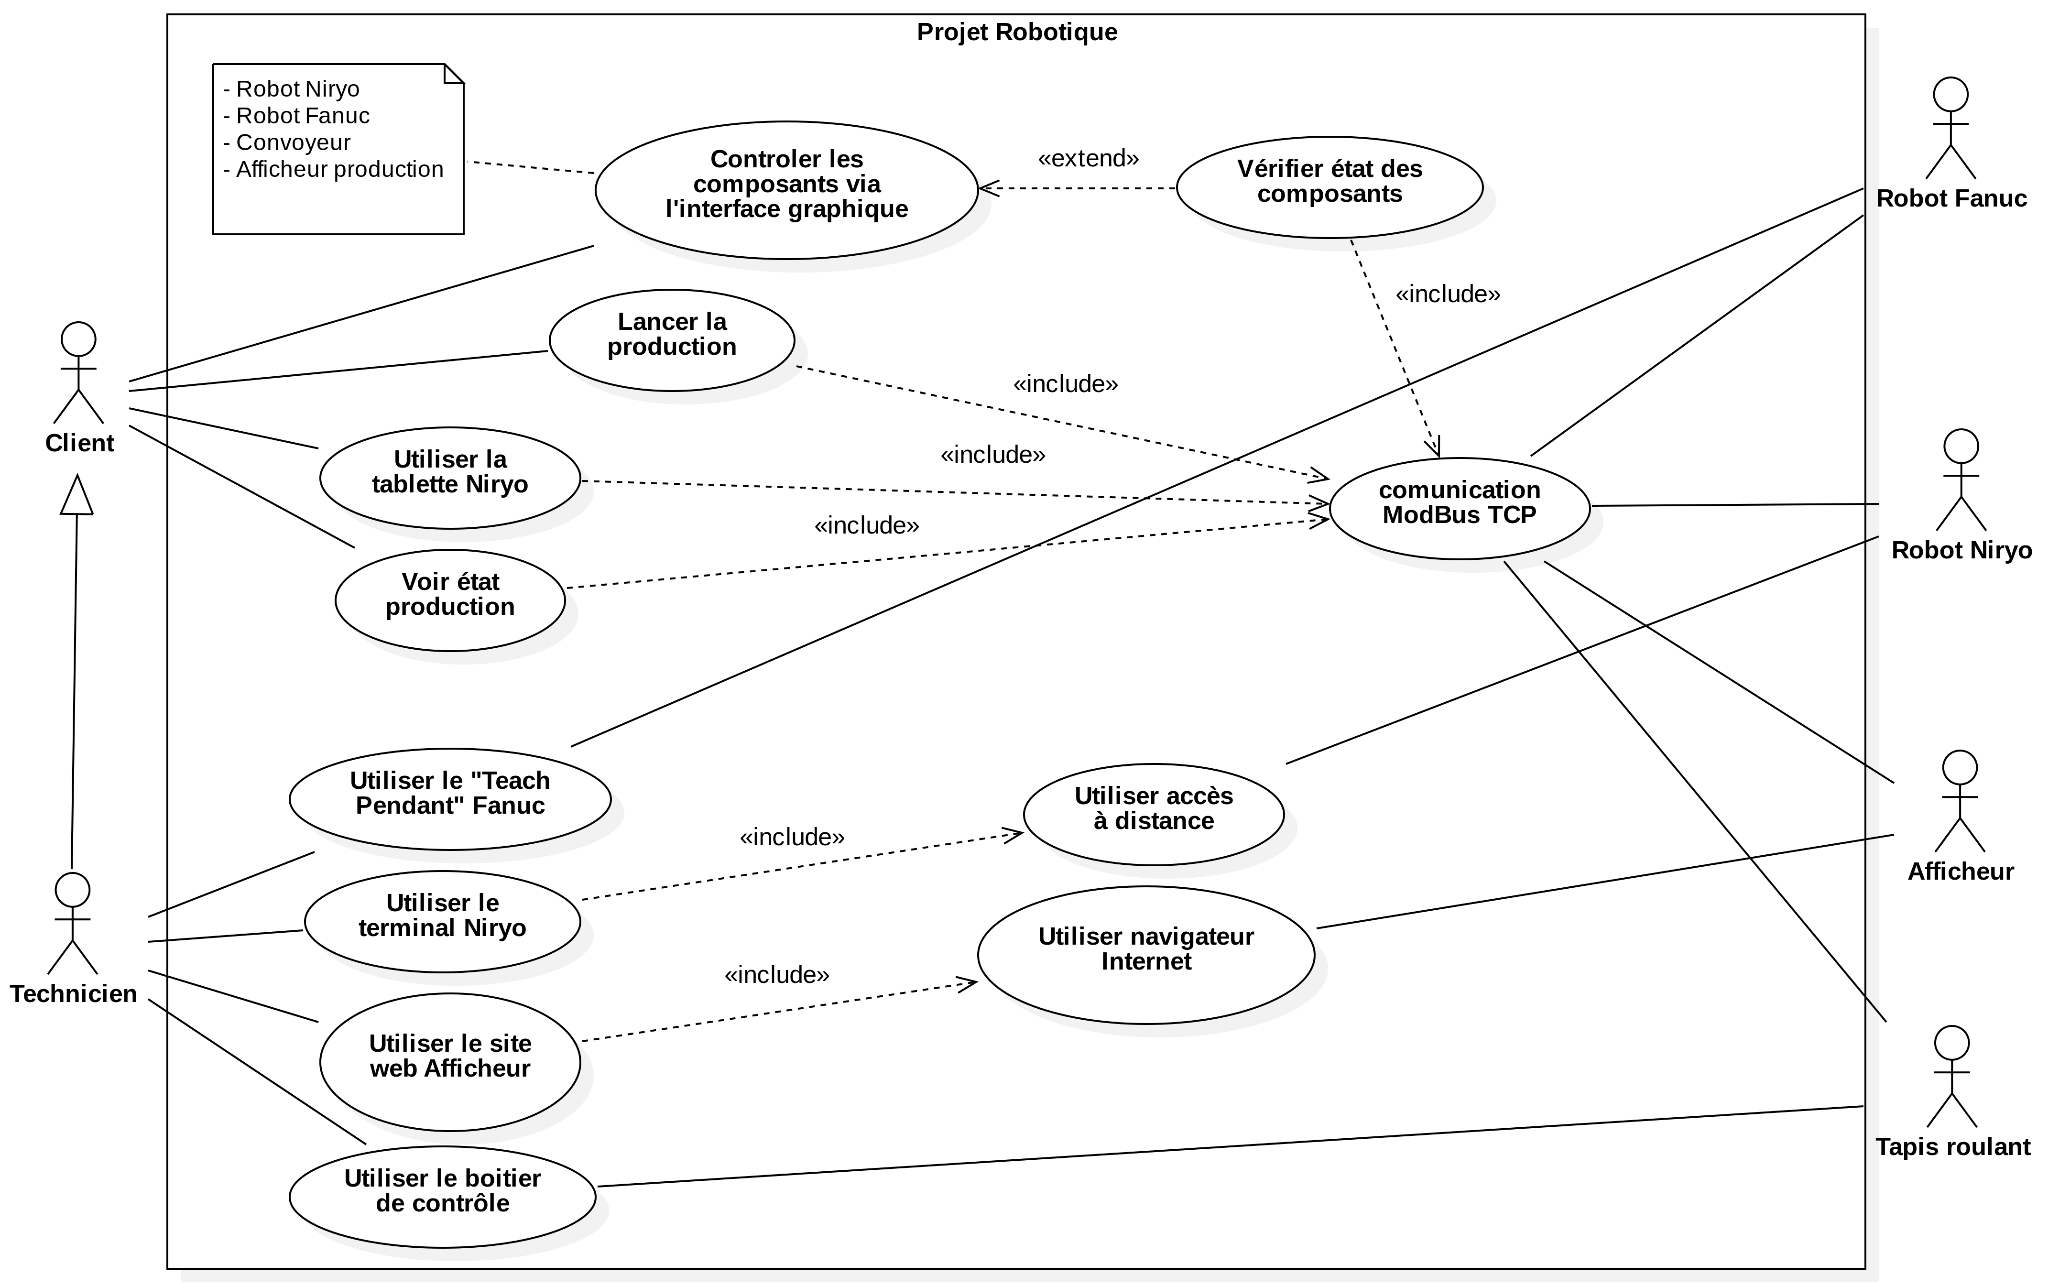 Projet Robotique
- Robot Niryo
- Robot Fanuc
- Convoyeur
- Afficheur production
Controler les
composants via
l'interface graphique
«extend»
Vérifier état des
composants
Robot Fanuc
«include»
Lancer la
production
«include»
Client
Utiliser la
tablette Niryo
«include»
comunication
ModBus TCP
«include»
Robot Niryo
Voir état
production
Utiliser le "Teach
Pendant" Fanuc
Utiliser accès
à distance
«include»
Afficheur
Utiliser le
terminal Niryo
Utiliser navigateur
Internet
«include»
Technicien
Utiliser le site
web Afficheur
Tapis roulant
Utiliser le boitier
de contrôle